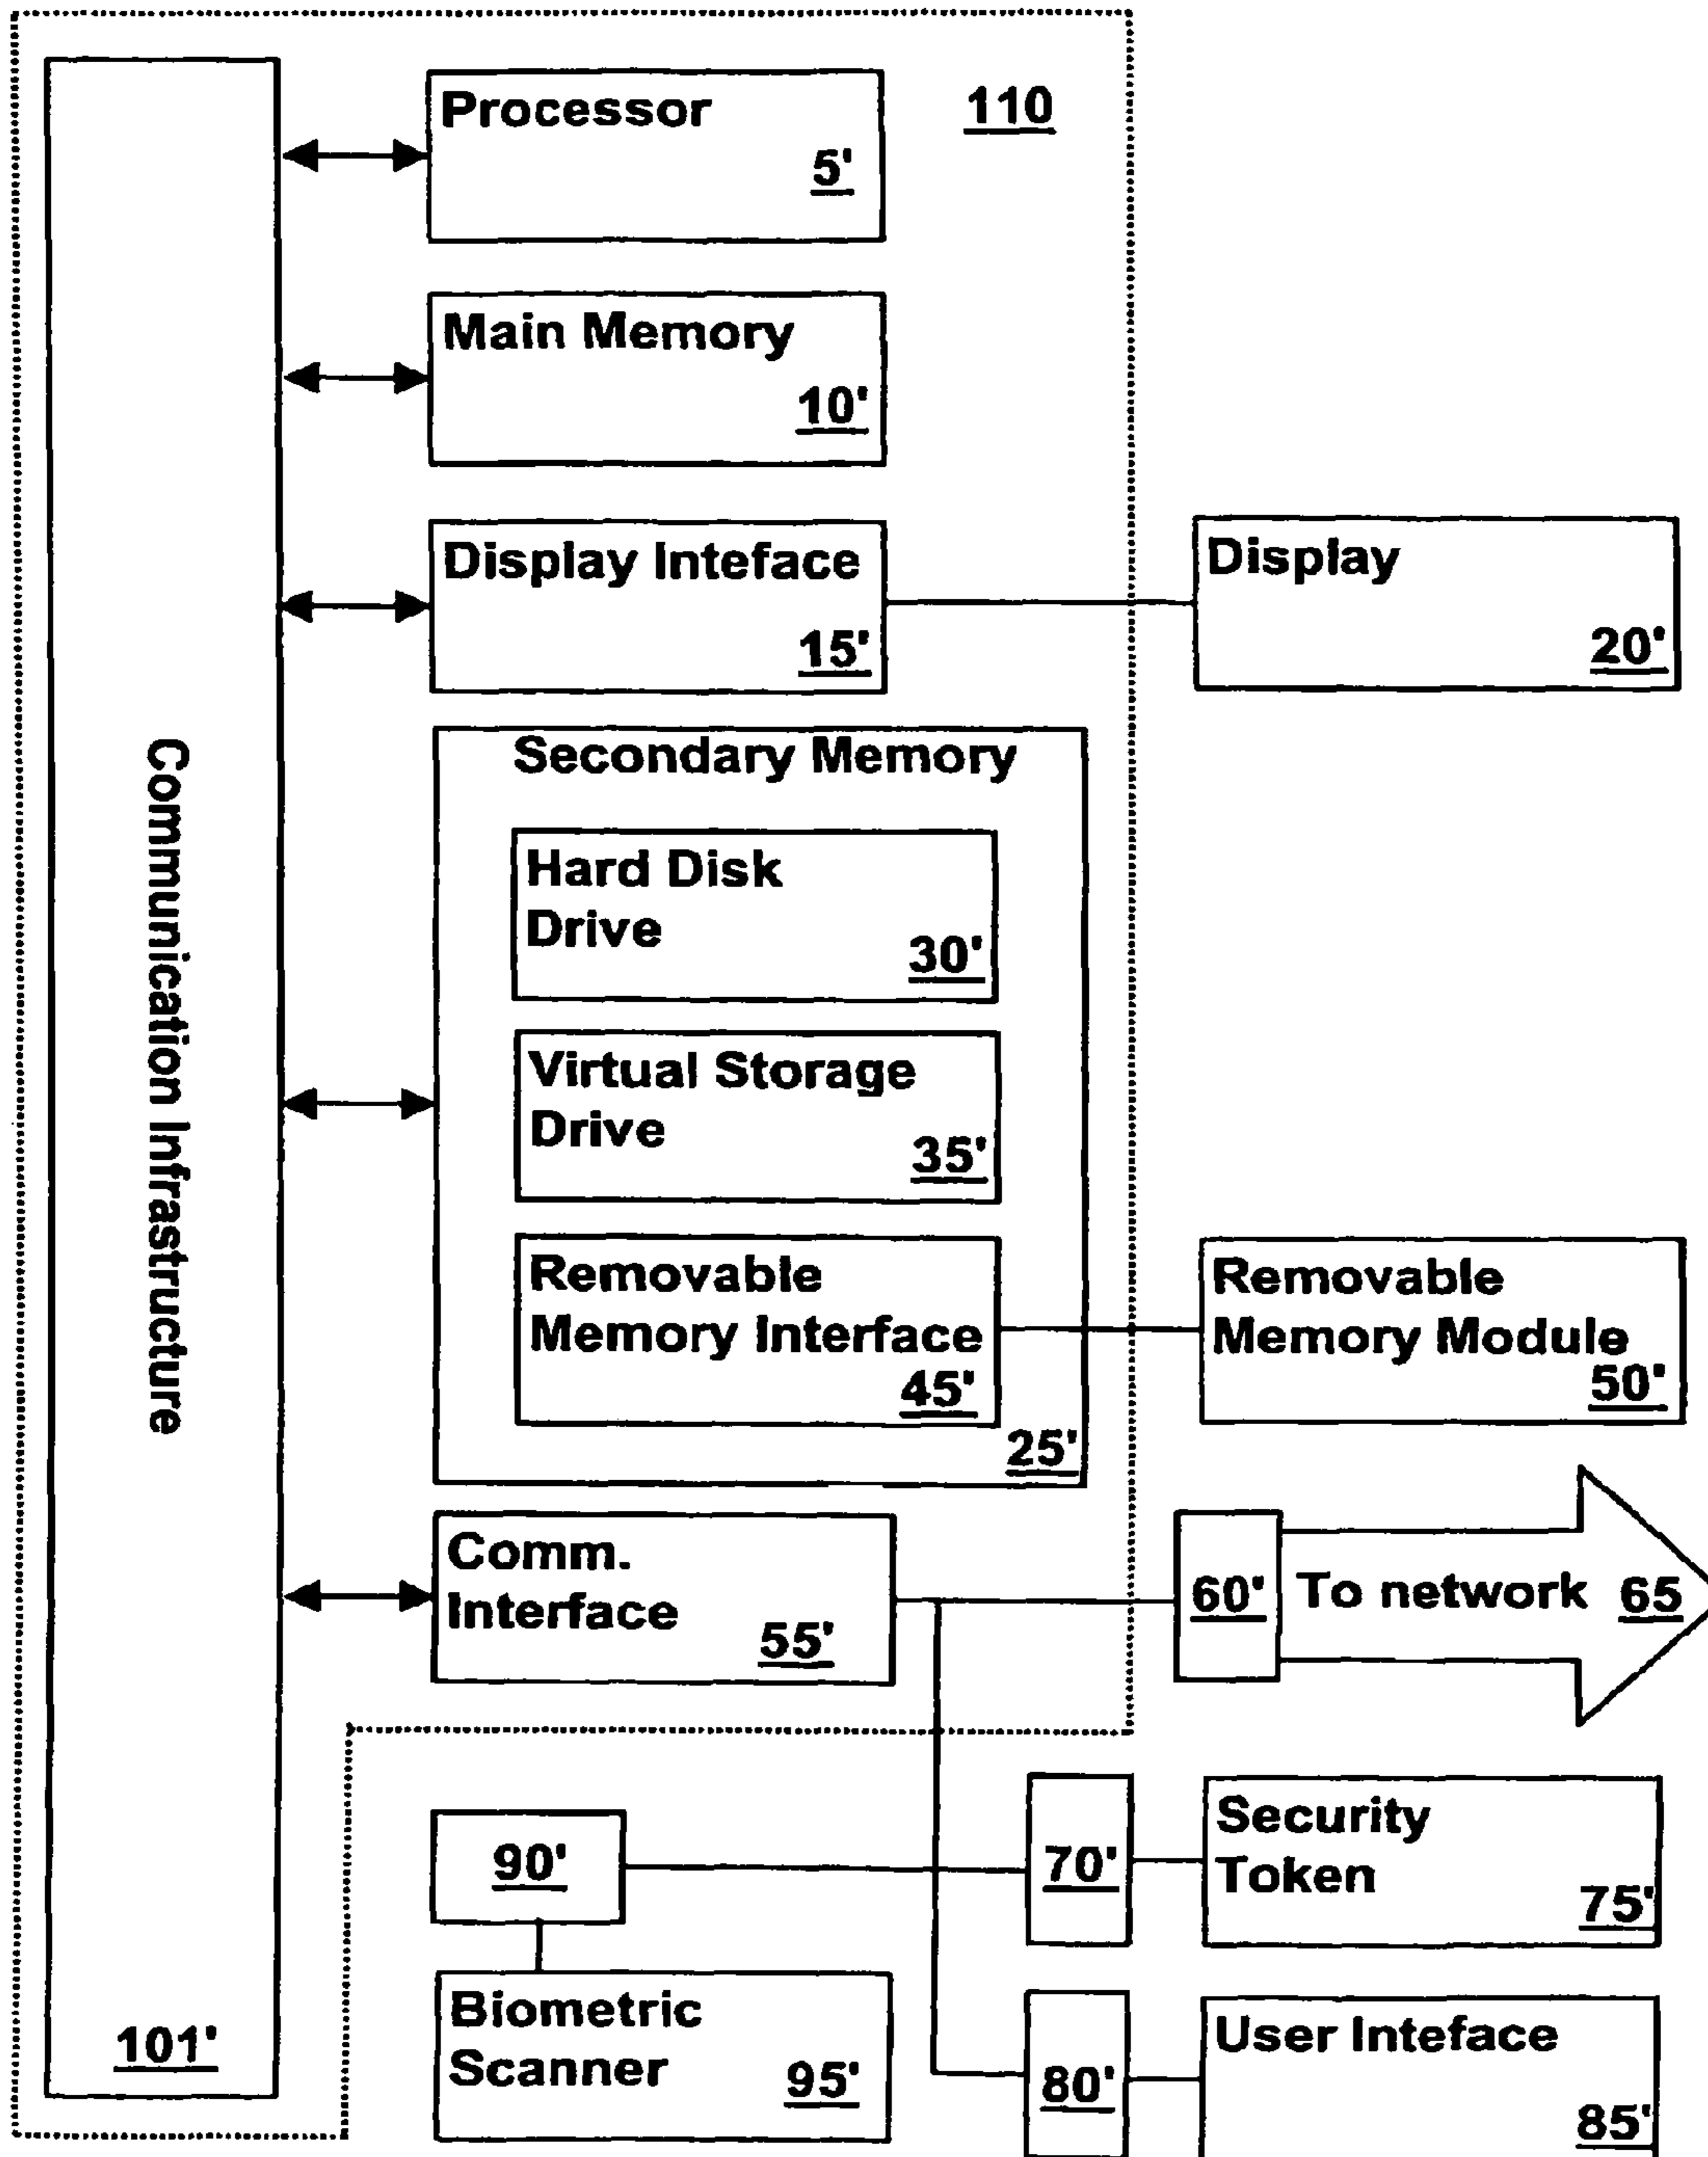 Processor
5'
110
Main Memory
10'
Display Inteface
15'
Display
20'
Secondary Memory
Hard Disk
Drive
30'
Virtual Storage
Drive
35'
Removable
Memory Interface
45'
25'
Removable
Memory Module
50'
Communication Infrastructure
101'
Comm.
Interface
55'
60'
To network 65
90'
70'
Security
Token
75'
Biometric
Scanner
95'
80'
User Inteface
85'